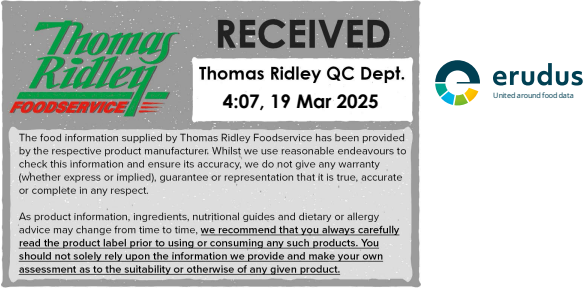 Thomas
Ridley
FOODSERVICE
RECEIVED
Thomas Ridley QC Dept.
4:07, 19 Mar 2025
erudus
United around food data
The food information supplied by Thomas Ridley Foodservice has been provided
by the respective product manufacturer. Whilst we use reasonable endeavours to
check this information and ensure its accuracy, we do not give any warranty
(whether express or implied), guarantee or representation that it is true, accurate
or complete in any respect.
As product information, ingredients, nutritional guides and dietary or allergy
advice may change from time to time, we recommend that you always carefully
read the product label prior to using or consuming any such products. You
should not solely rely upon the information we provide and make your own
assessment as to the suitability or otherwise of any given product.